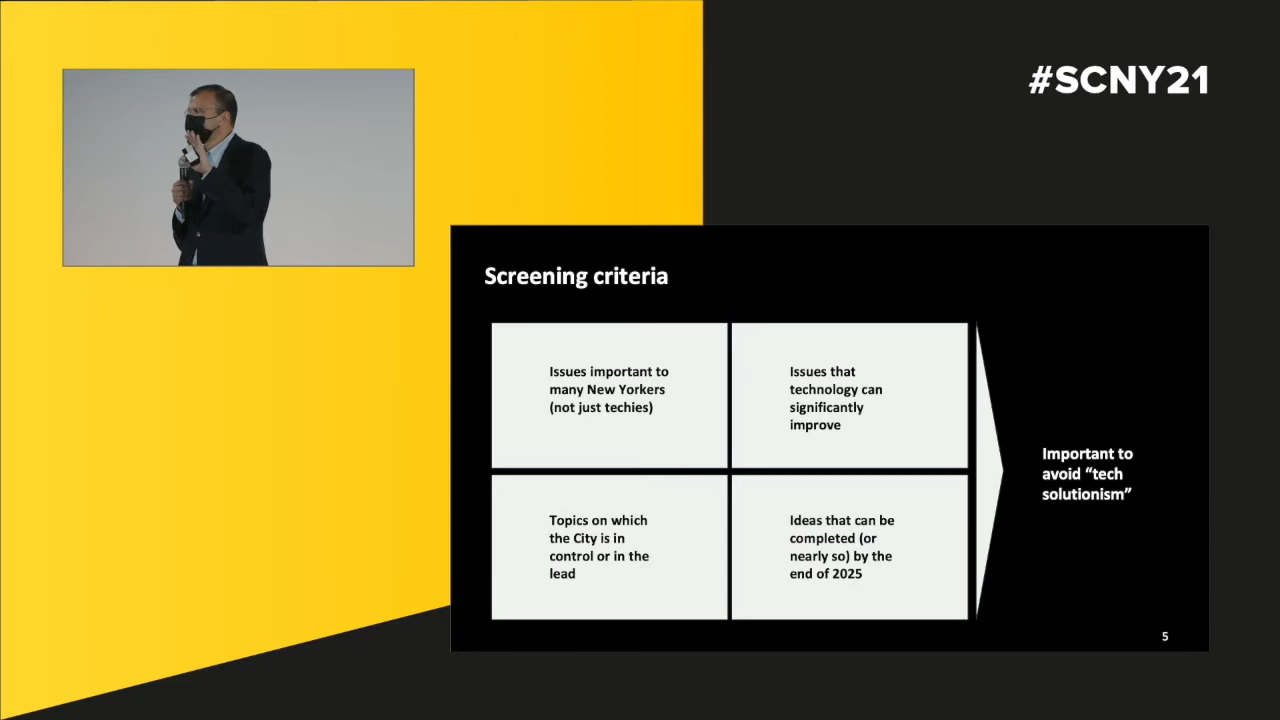 #SCNY21
Screening criteria
Issues important to
many New Yorkers
(not just techies)
Issues that
technology can
significantly
improve
Topics on which
the City is in
control or in the
lead
Ideas that can be
completed (or
nearly so) by the
end of 2025
Important to
avoid “tech
solutionism”
5